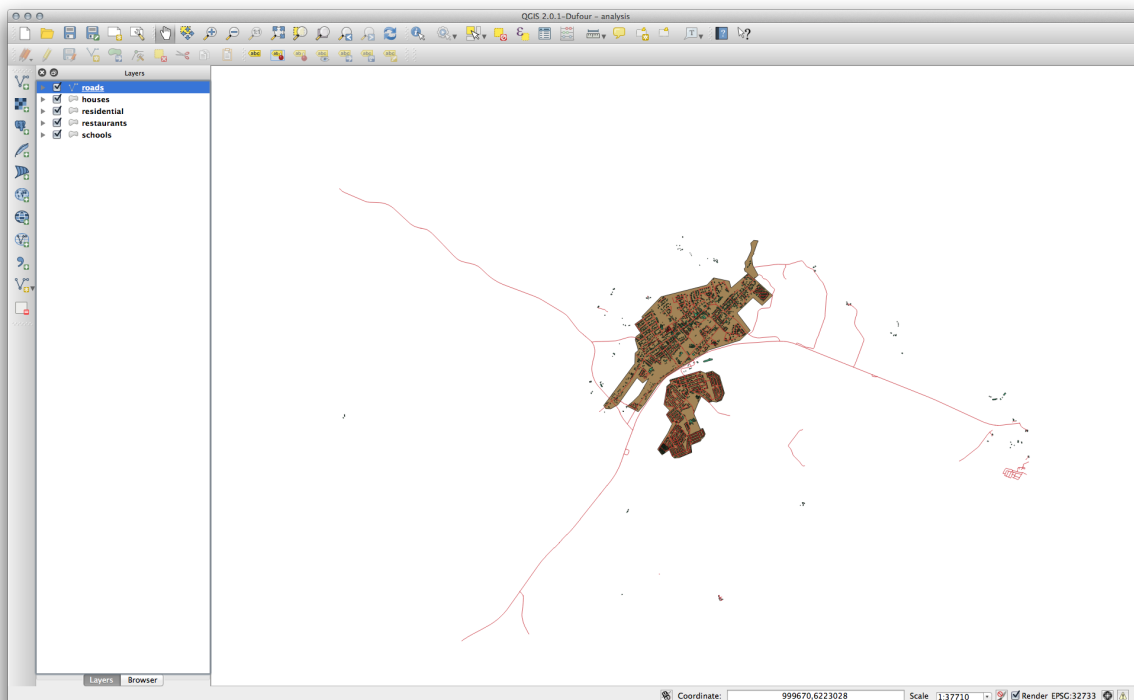 QGIS 2.0.1-Dufour - analysis
Layers
roads
houses
residential
restaurants
schools
Layers Browser
Coordinate: 999670,6223028 Scale 1:37710 Render EPSG:32733